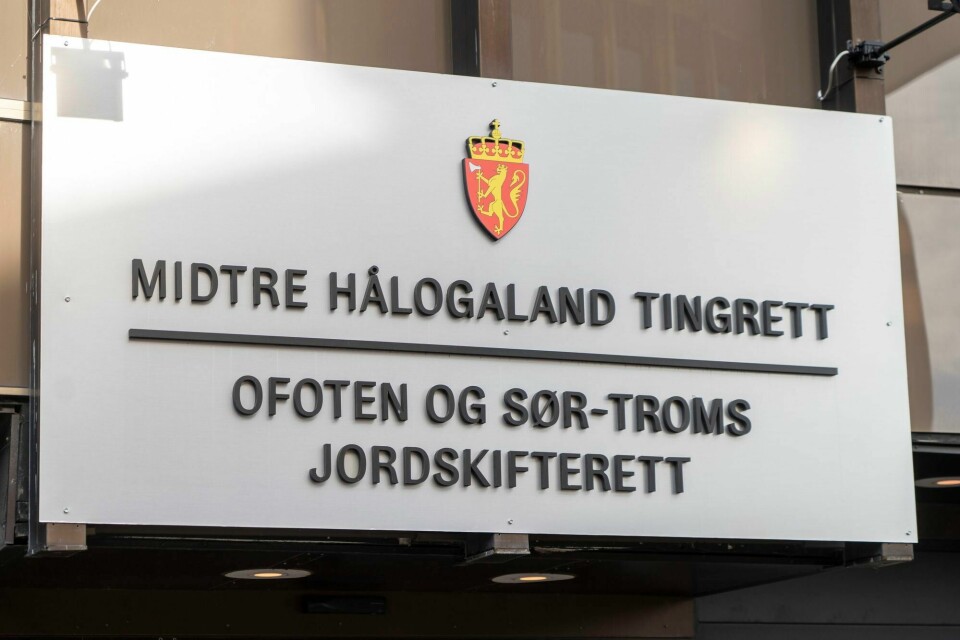 MIDTRE HÅLOGALAND TINGRETT
OFOTEN OG SØR-TROMS
JORDSKIFTERETT